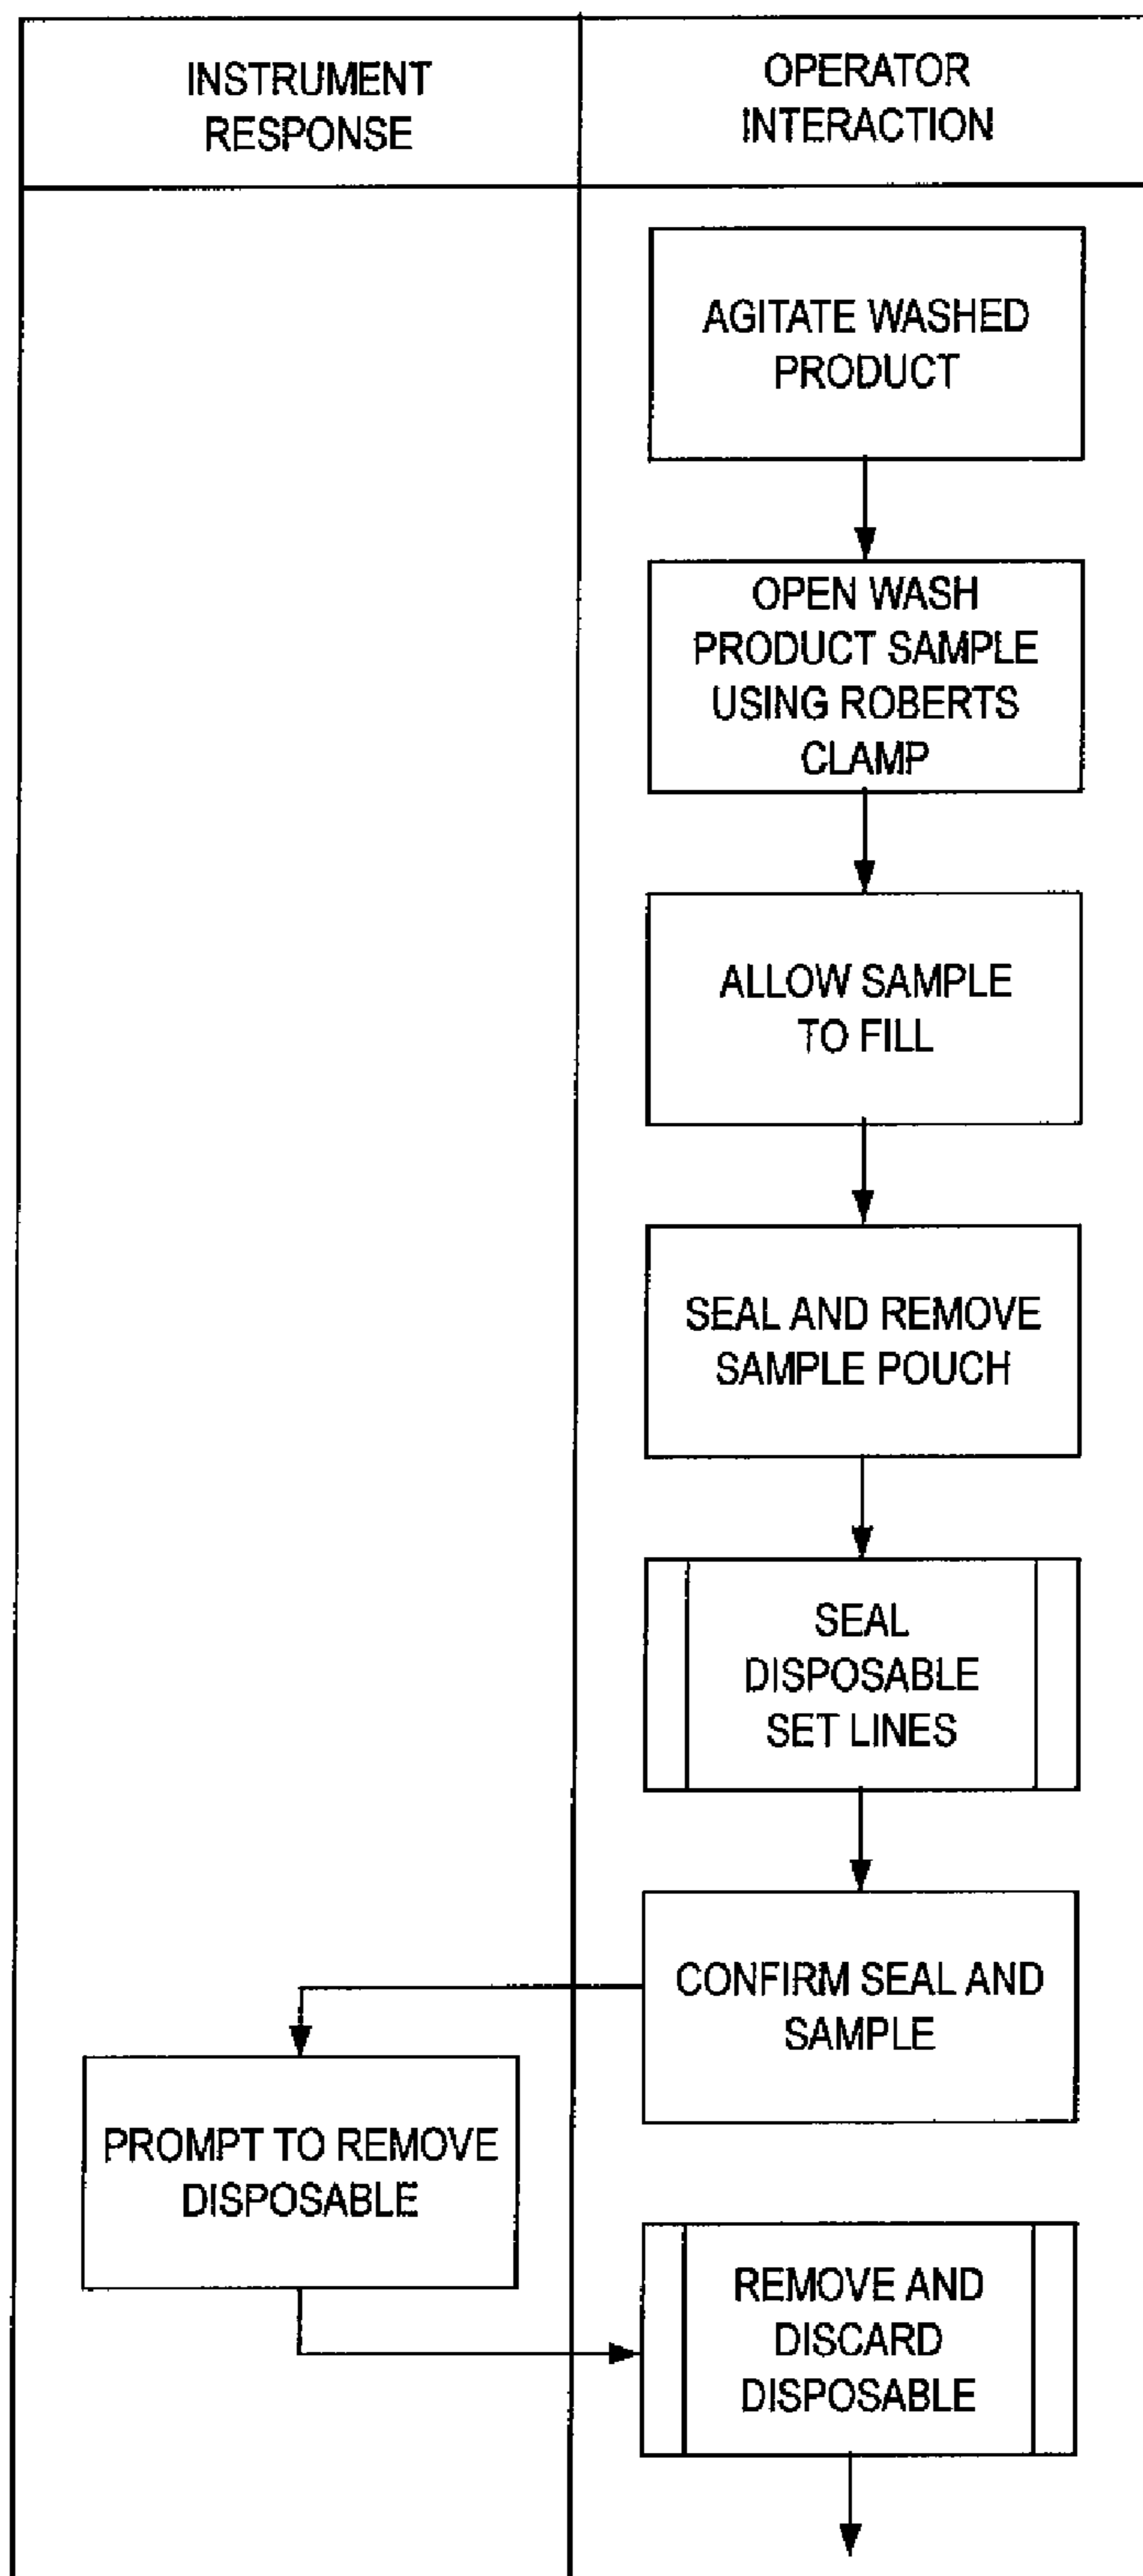 INSTRUMENT
RESPONSE
OPERATOR
INTERACTION
AGITATE WASHED
PRODUCT
OPEN WASH
PRODUCT SAMPLE
USING ROBERTS
CLAMP
ALLOW SAMPLE
TO FILL
SEAL AND REMOVE
SAMPLE POUCH
SEAL
DISPOSABLE
SET LINES
CONFIRM SEAL AND
SAMPLE
PROMPT TO REMOVE
DISPOSABLE
REMOVE AND
DISCARD
DISPOSABLE